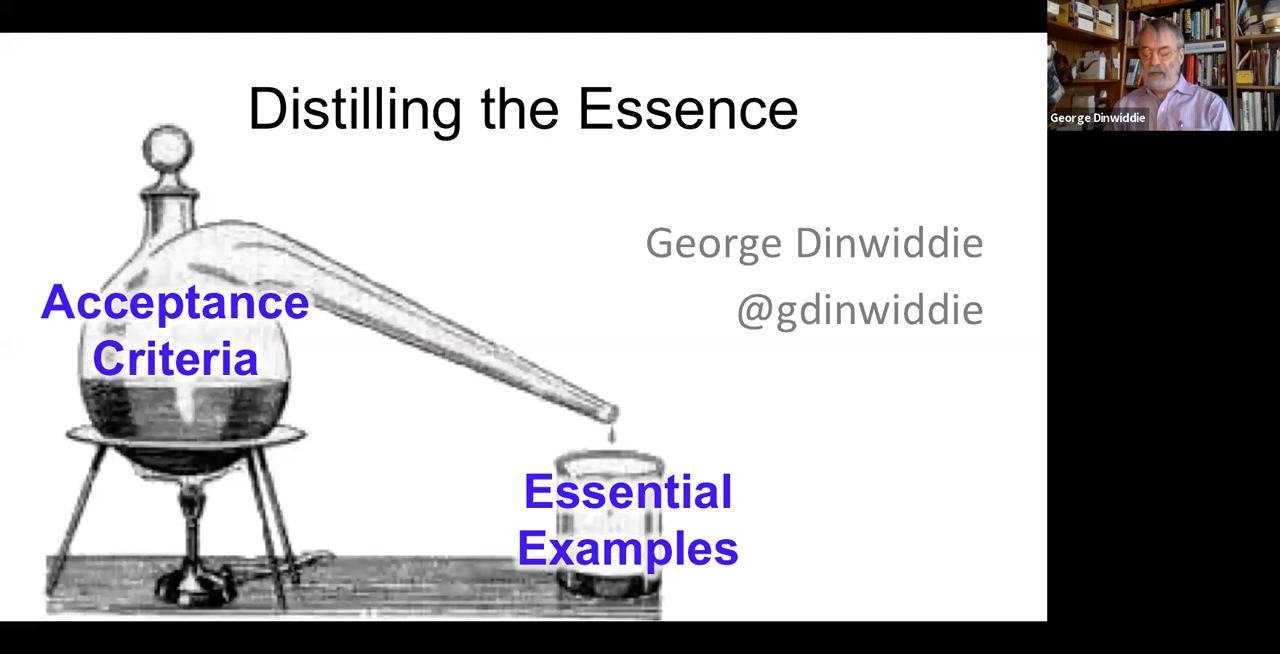 Distilling the Essence
George Dinwiddie
@gdinwiddie
Acceptance
Criteria
Essential
Examples
George Dinwiddie